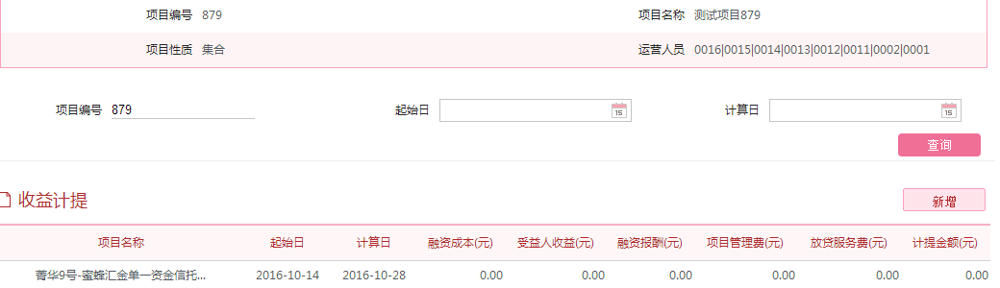 项目编号 879 项目名称 测试项目879
项目性质 集合 运营人员 0016|0015|0014|0013|0012|0011|0002|0001
项目编号 879 起始日 15 计算日 15
查询
收益计提 新增
项目名称 起始日 计算日 融资成本(元) 受益人收益(元) 融资报酬(元) 项目管理费(元) 放贷服务费(元) 计提金额(元)
菁华9号-蜜蜂汇金单一资金信托... 2016-10-14 2016-10-28 0.00 0.00 0.00 0.00 0.00 0.00